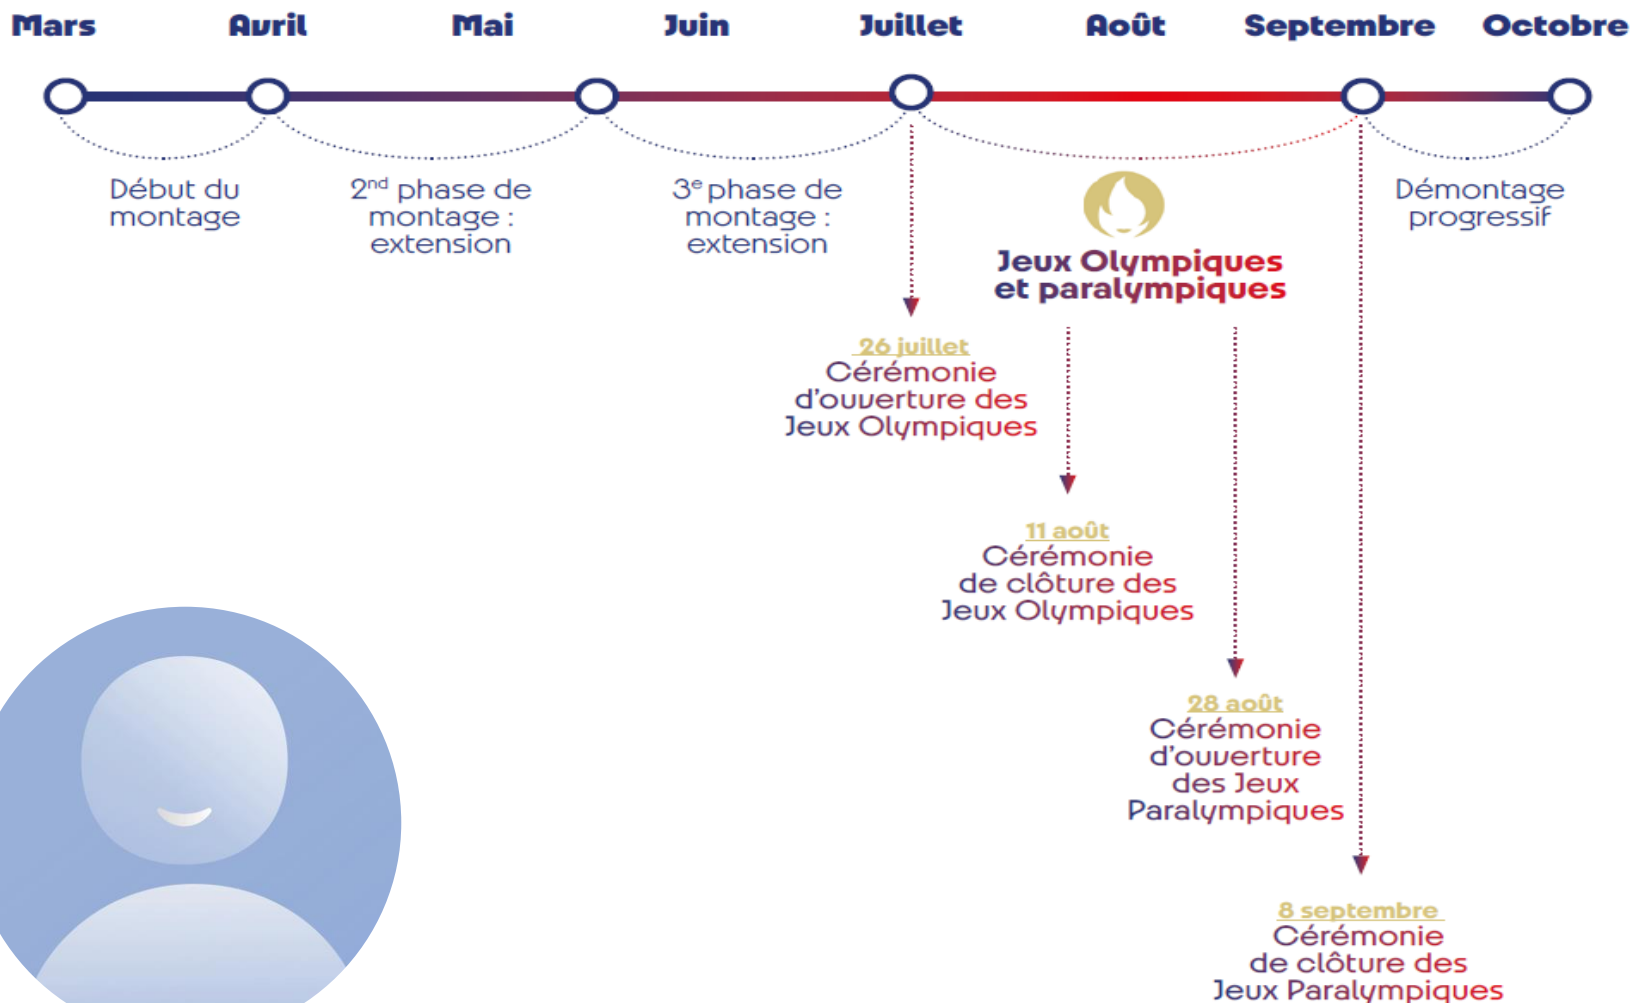 Mars Avril Mai Juin Juillet Août Septembre Octobre
Début du
montage
2nd phase de
montage :
extension
3e phase de
montage :
extension
Jeux Olympiques
et paralympiques
Démontage
progressif
26 juillet
Cérémonie
d'ouverture des
Jeux Olympiques
11 août
Cérémonie
de clôture des
Jeux Olympiques
28 août
Cérémonie
d'ouverture
des Jeux
Paralympiques
8 septembre
Cérémonie
de clôture des
Jeux Paralympiques